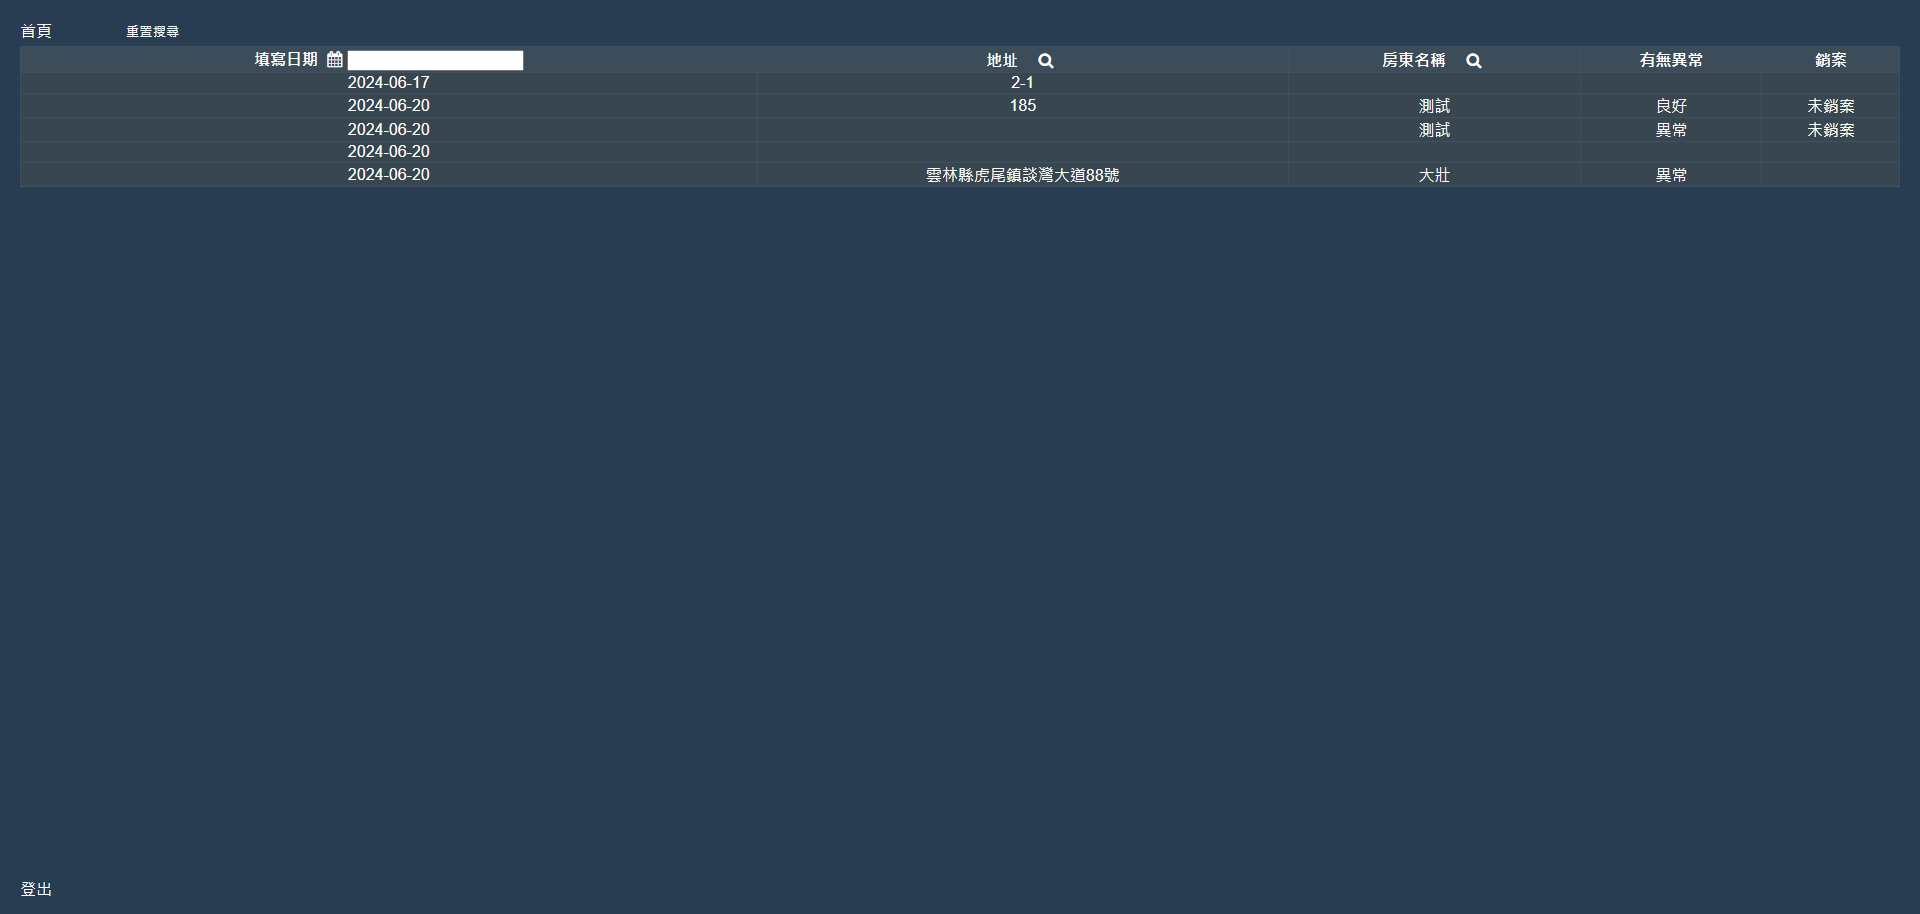 首頁 重置搜尋
填寫日期 地址 房東名稱 有無異常 銷案
2024-06-17 2-1
2024-06-20 185 測試 良好 未銷案
2024-06-20 測試 異常 未銷案
2024-06-20
2024-06-20 雲林縣虎尾鎮談灣大道88號 大壯 異常
登出